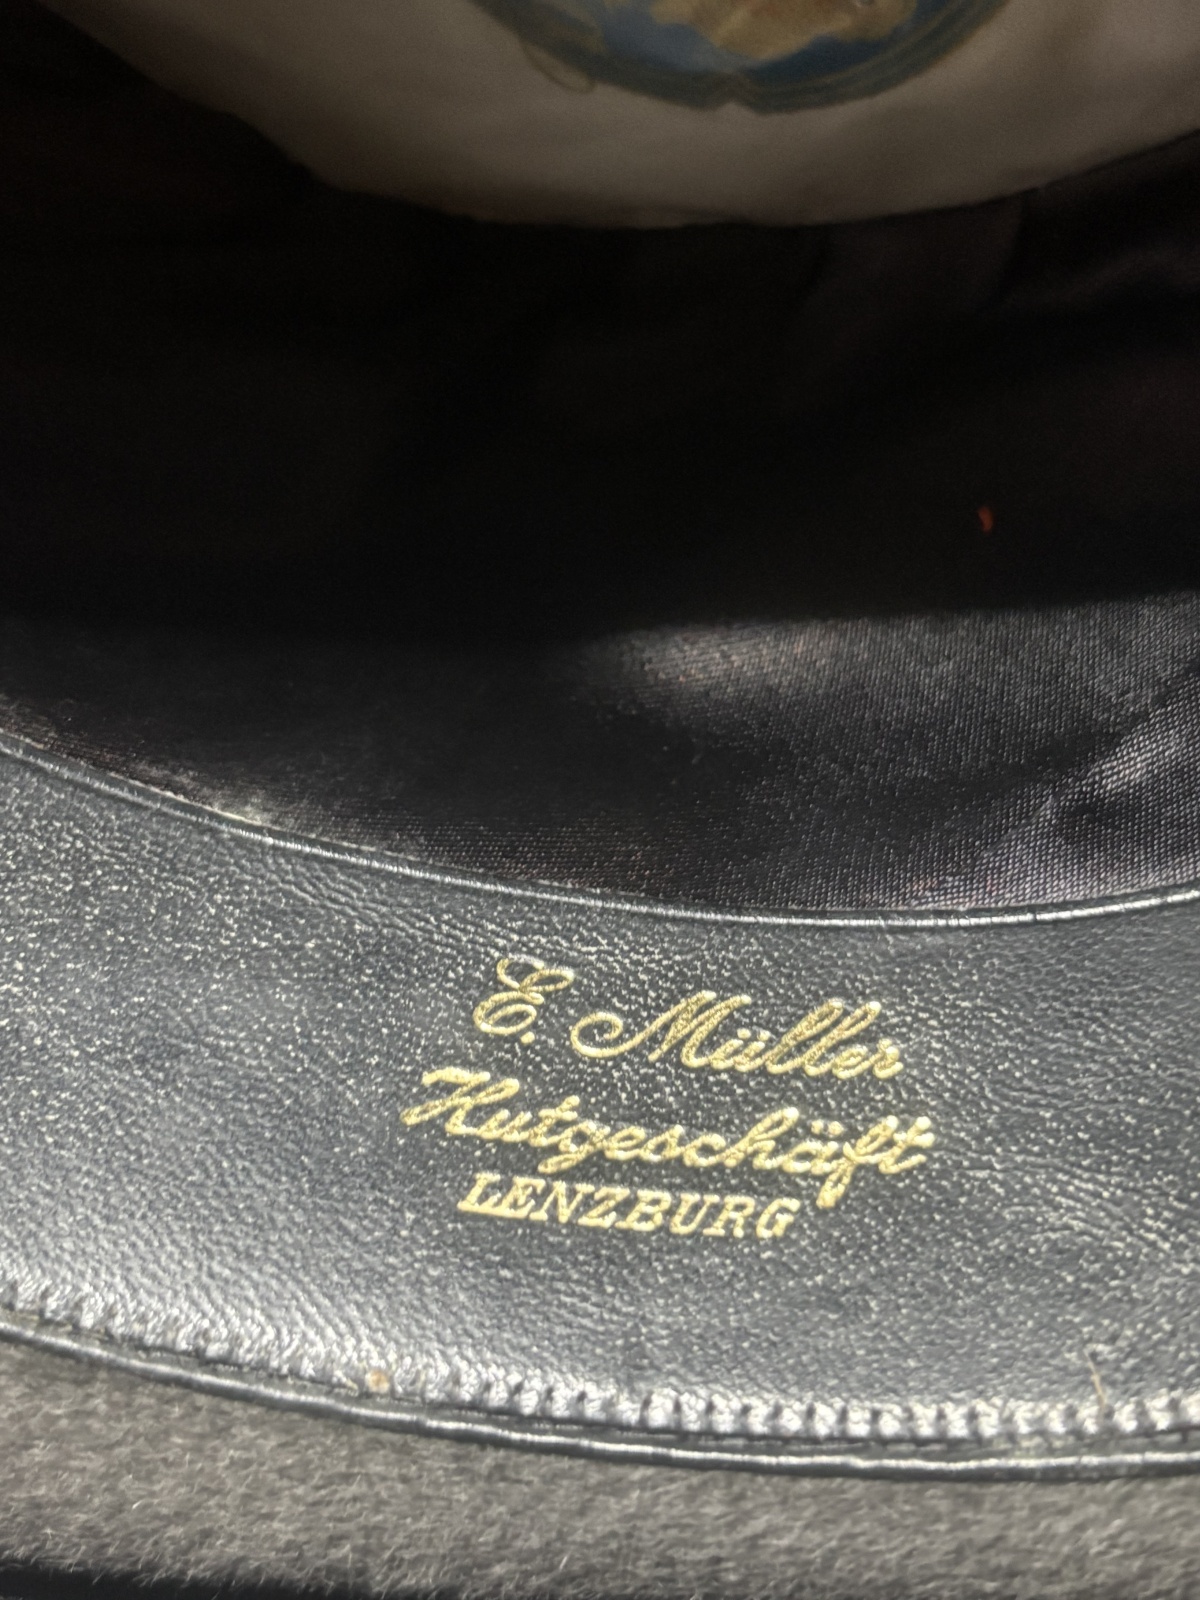 E. Müller
Hutgeschäft
LENZBURG